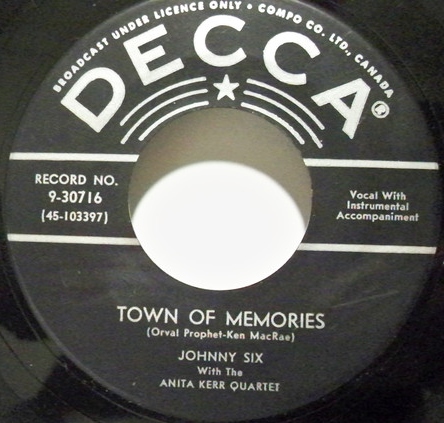 BROADCAST UNDER LICENCE ONLY • COMPO CO. LTD., CANADA
DECCA®
RECORD NO.
9-30716
(45-103397)
Vocal With
Instrumental
Accompaniment
TOWN OF MEMORIES
(Orval Prophet-Ken MacRae)
JOHNNY SIX
With The
ANITA KERR QUARTET